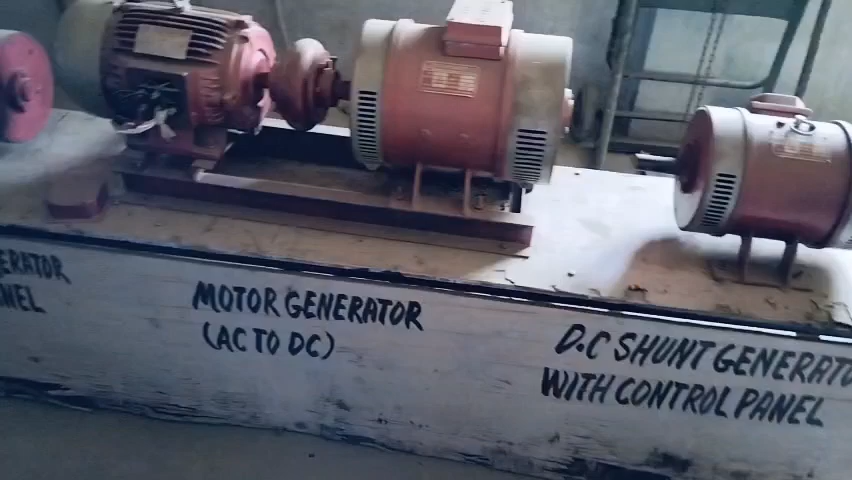 ERATOR
NEL
MOTOR GENERATOR
(AC TO DC)
D.C SHUNT GENERATO
WITH CONTROL PANEL